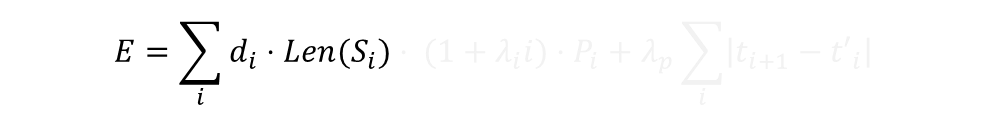 E = ∑_i d_i · Len(S_i) · (1 + λ_i i) · P_i + λ_p ∑_i |t_{i+1} − t'_i|